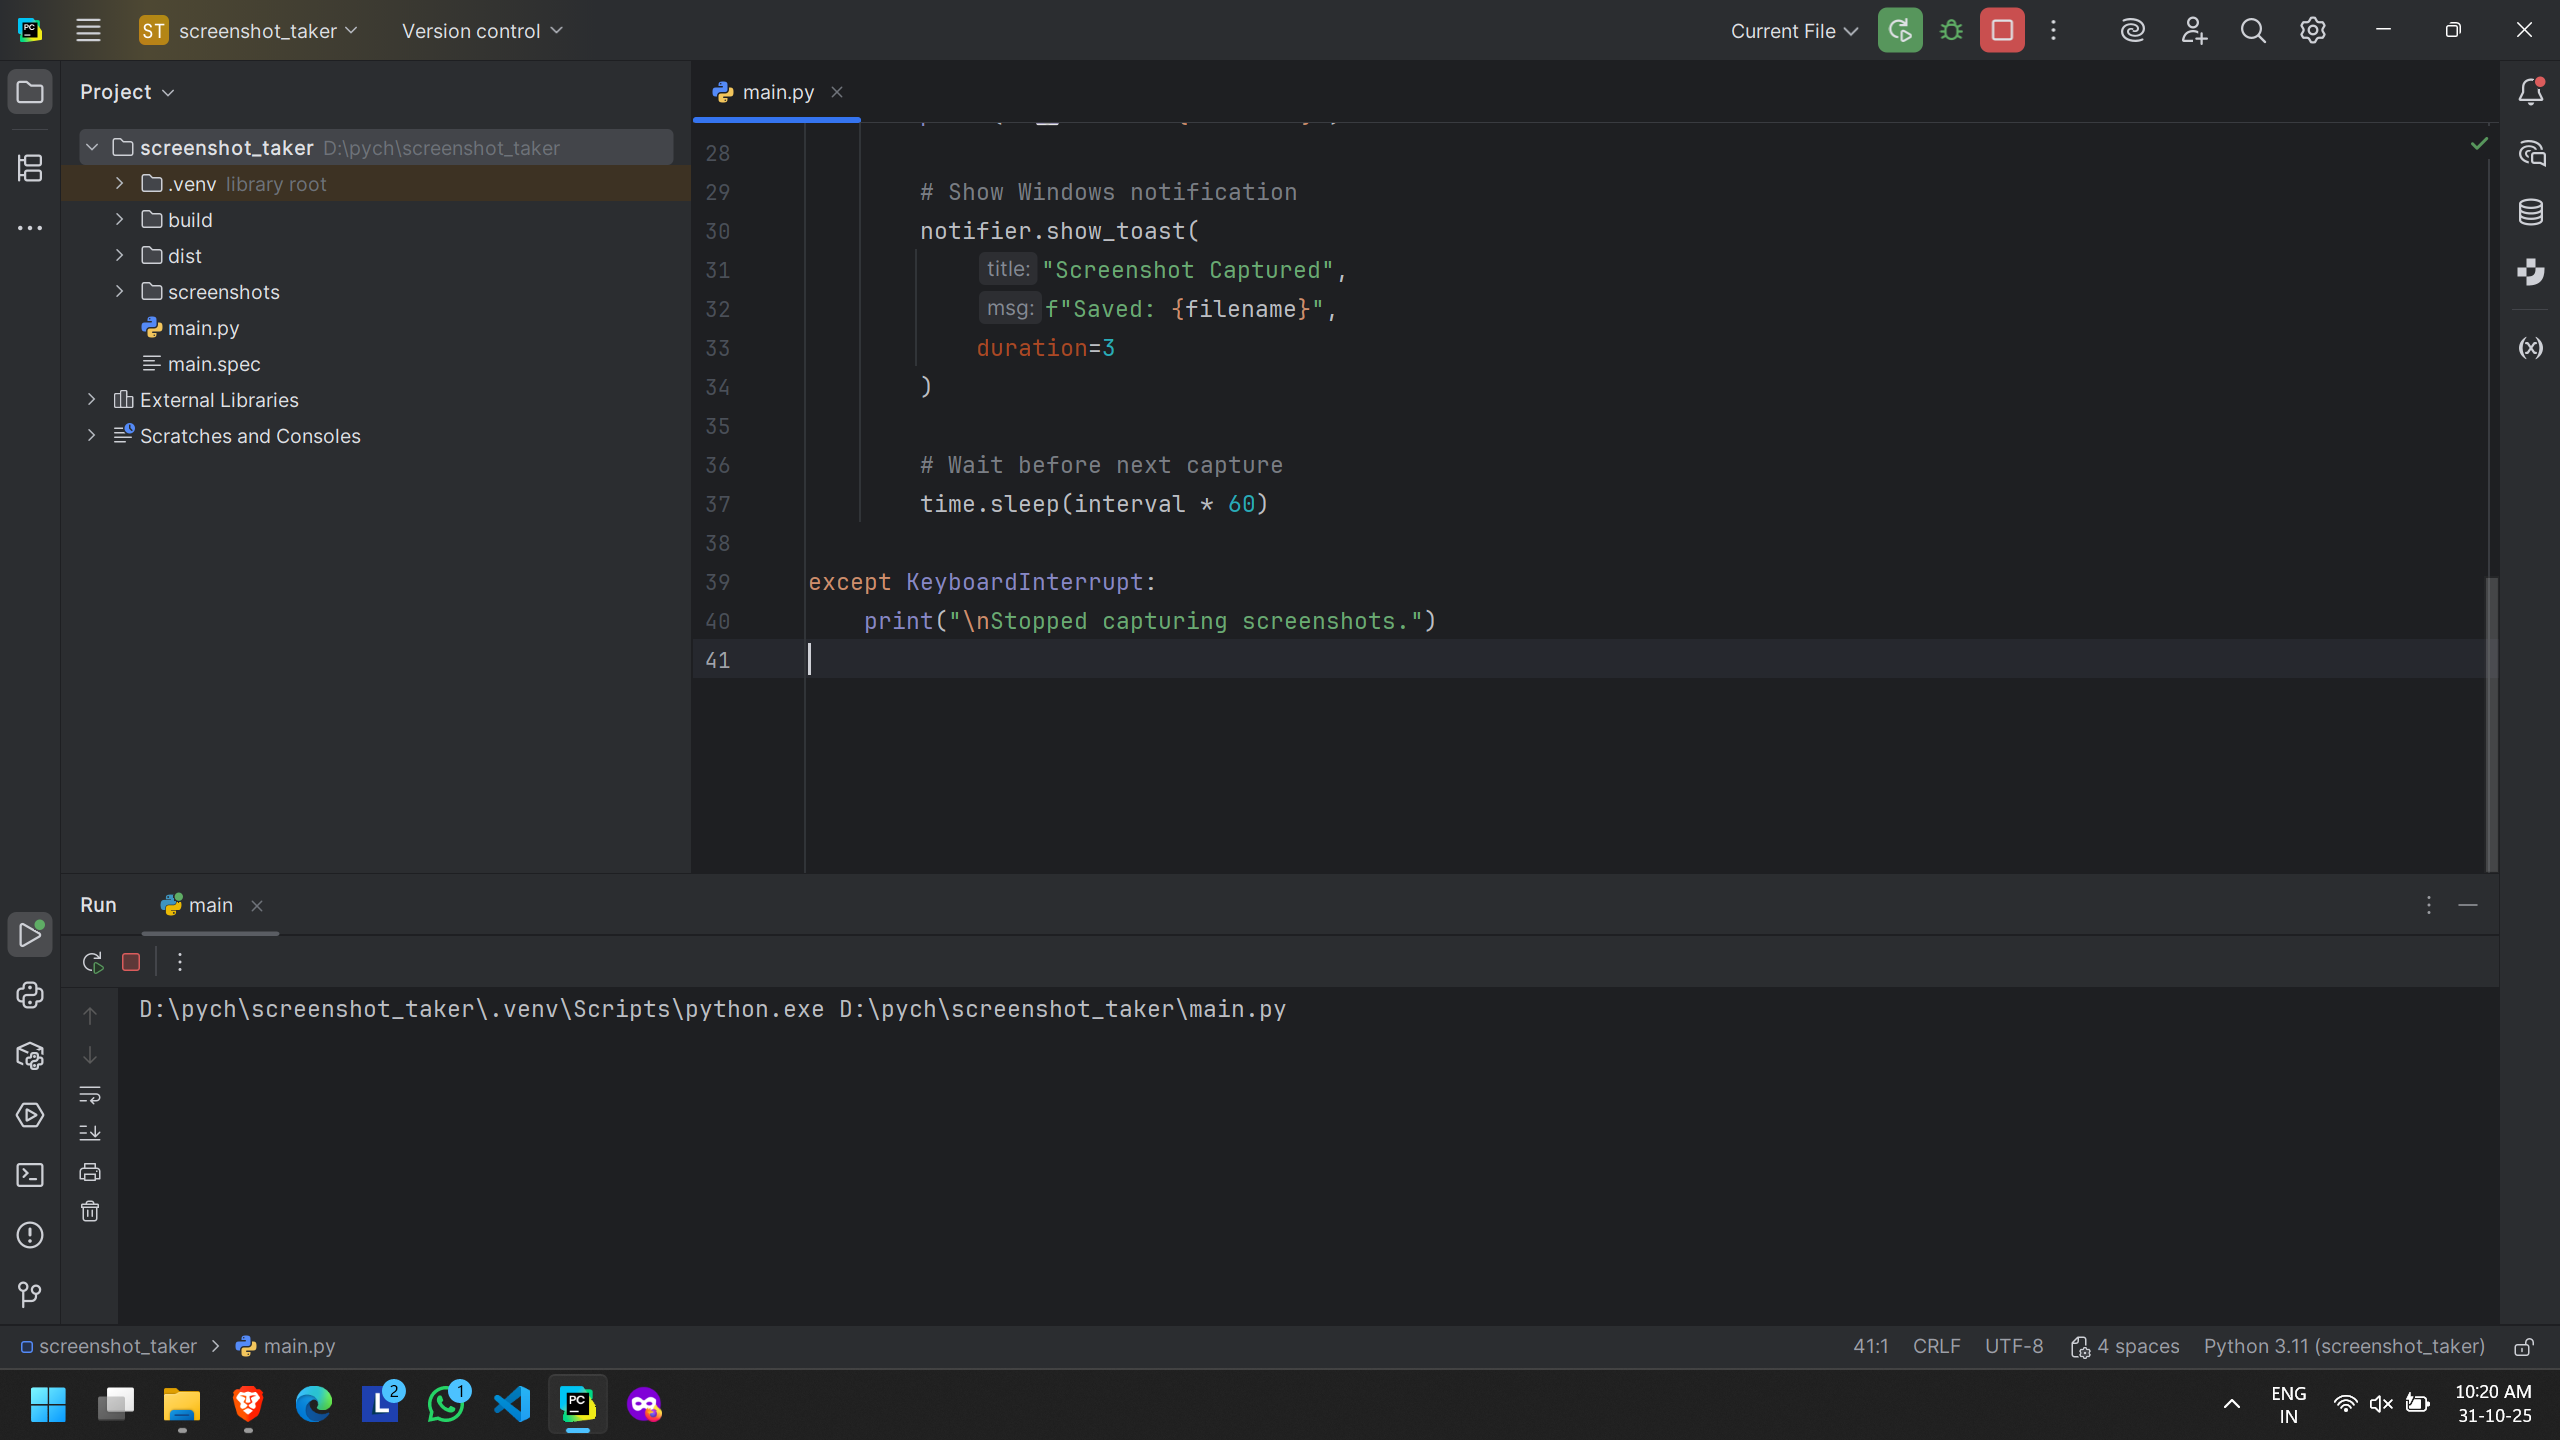 PC
ST screenshot_taker
Version control
Current File
Project
screenshot_taker D:\pych\screenshot_taker
.venv library root
build
dist
screenshots
main.py
main.spec
External Libraries
Scratches and Consoles
main.py
28
29 # Show Windows notification
30 notifier.show_toast(
31 title: "Screenshot Captured",
32 msg: f"Saved: {filename}",
33 duration=3
34 )
35
36 # Wait before next capture
37 time.sleep(interval * 60)
38
39 except KeyboardInterrupt:
40 print("\nStopped capturing screenshots.")
41
Run main
D:\pych\screenshot_taker\.venv\Scripts\python.exe D:\pych\screenshot_taker\main.py
screenshot_taker > main.py
41:1 CRLF UTF-8 4 spaces Python 3.11 (screenshot_taker)
L 2 1 PC
ENG
IN
10:20 AM
31-10-25